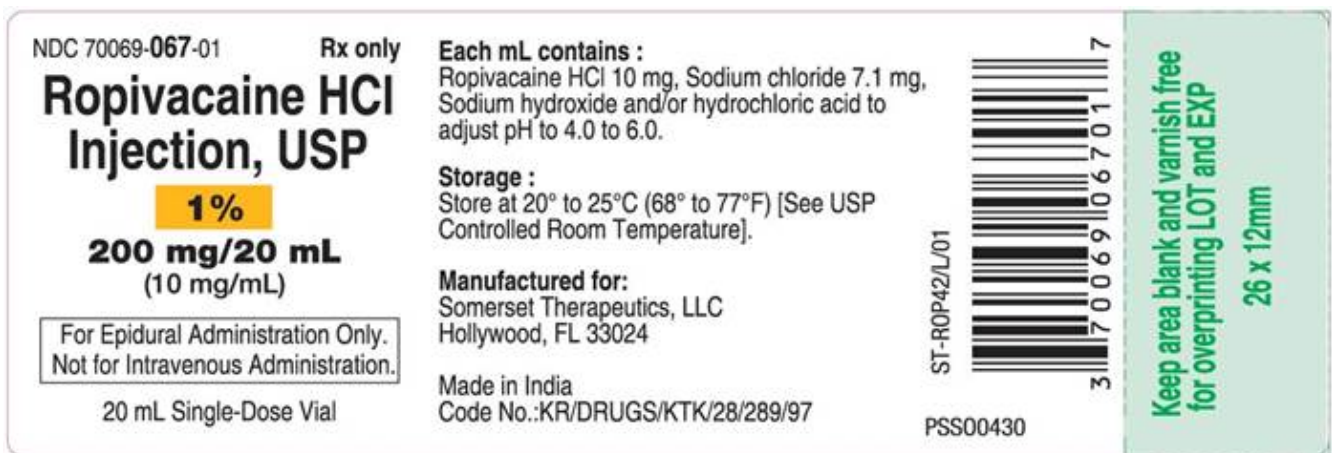 NDC 70069-067-01 Rx only
Ropivacaine HCl
Injection, USP
1%
200 mg/20 mL
(10 mg/mL)
For Epidural Administration Only.
Not for Intravenous Administration.
20 mL Single-Dose Vial
Each mL contains :
Ropivacaine HCl 10 mg, Sodium chloride 7.1 mg,
Sodium hydroxide and/or hydrochloric acid to
adjust pH to 4.0 to 6.0.
Storage :
Store at 20° to 25°C (68° to 77°F) [See USP
Controlled Room Temperature].
Manufactured for:
Somerset Therapeutics, LLC
Hollywood, FL 33024
Made in India
Code No.:KR/DRUGS/KTK/28/289/97
ST-ROP42/L/01
3 70069 06701 7
PSS00430
Keep area blank and varnish free
for overprinting LOT and EXP
26 x 12mm